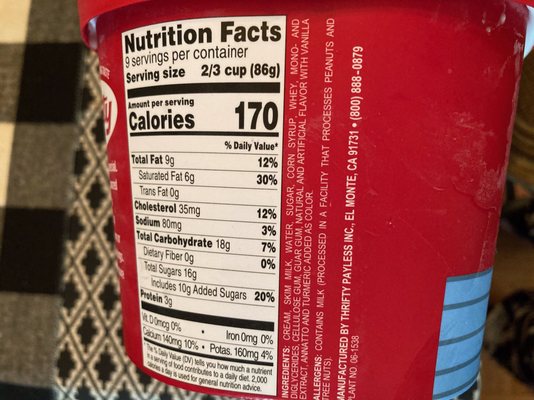 Nutrition Facts
9 servings per container
Serving size 2/3 cup (86g)
Amount per serving
Calories 170
% Daily Value*
Total Fat 9g 12%
Saturated Fat 6g 30%
Trans Fat 0g
Cholesterol 35mg 12%
Sodium 80mg 3%
Total Carbohydrate 18g 7%
Dietary Fiber 0g 0%
Total Sugars 16g
Includes 10g Added Sugars 20%
Protein 3g
Vit. D 0mcg 0% • Iron 0mg 0%
Calcium 140mg 10% • Potas. 160mg 4%
*The % Daily Value (DV) tells you how much a nutrient
in a serving of food contributes to a daily diet. 2,000
calories a day is used for general nutrition advice.
INGREDIENTS: CREAM, SKIM MILK, WATER, SUGAR, CORN SYRUP, WHEY, MONO- AND
DIGLYCERIDES, CELLULOSE GUM, GUAR GUM, NATURAL AND ARTIFICIAL FLAVOR WITH VANILLA
EXTRACT, ANNATTO AND TURMERIC ADDED AS COLOR.
ALLERGENS: CONTAINS MILK (PROCESSED IN A FACILITY THAT PROCESSES PEANUTS AND
TREE NUTS).
MANUFACTURED BY THRIFTY PAYLESS INC., EL MONTE, CA 91731 • (800) 888-0879
PLANT NO. 06-1538